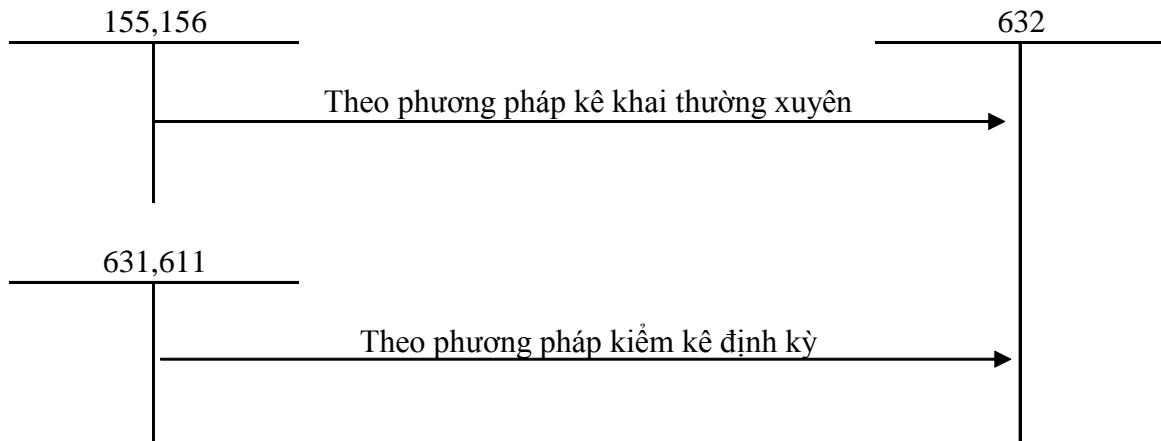 155,156
632
Theo phương pháp kê khai thường xuyên
631,611
Theo phương pháp kiểm kê định kỳ